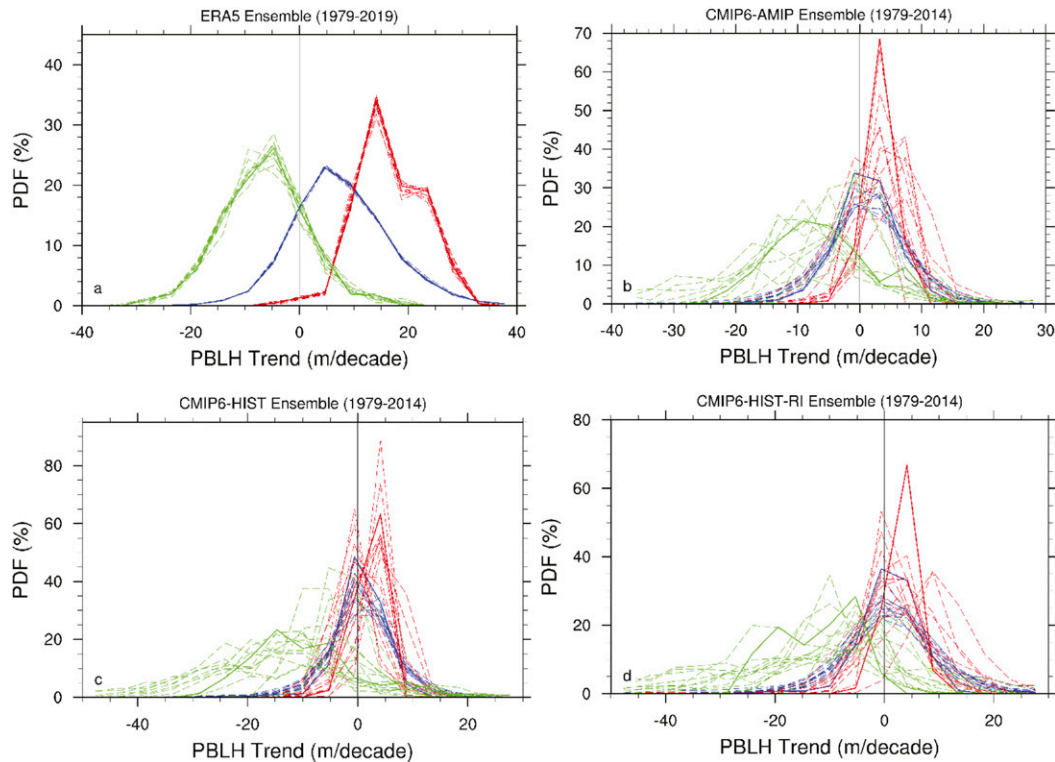 ERA5 Ensemble (1979-2019)
40
30
20
10
0
PDF (%)
a
-40 -20 0 20 40
PBLH Trend (m/decade)
CMIP6-AMIP Ensemble (1979-2014)
70
60
50
40
30
20
10
0
PDF (%)
b
-40 -30 -20 -10 0 10 20 30
PBLH Trend (m/decade)
CMIP6-HIST Ensemble (1979-2014)
80
60
40
20
0
PDF (%)
c
-40 -20 0 20
PBLH Trend (m/decade)
CMIP6-HIST-RI Ensemble (1979-2014)
80
60
40
20
0
PDF (%)
d
-40 -20 0 20
PBLH Trend (m/decade)